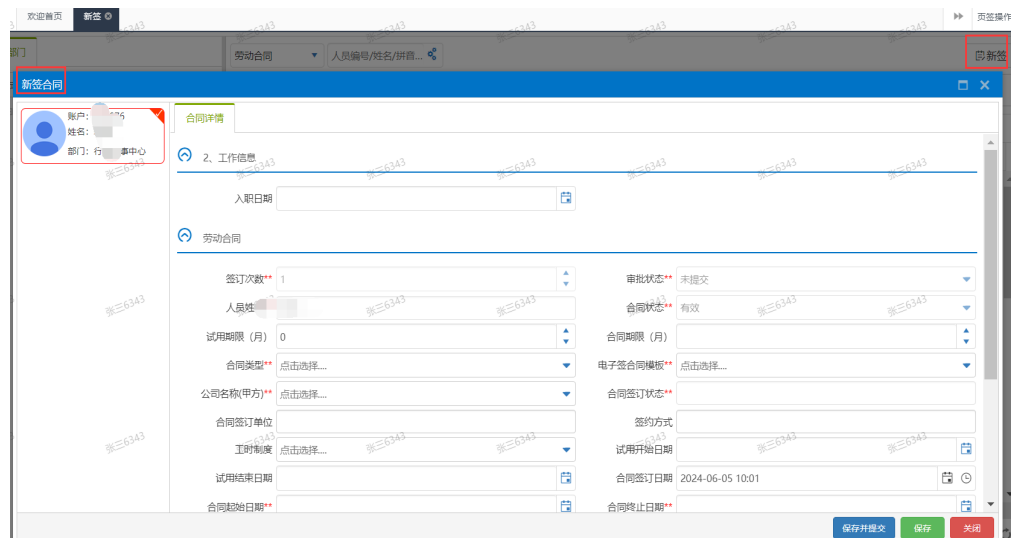 欢迎首页 新签 页签操作
部门 劳动合同 人员编号/姓名/拼音... 新签
新签合同
账户: 76
姓名:
部门: 行 事中心
合同详情
2、工作信息
入职日期
劳动合同
签订次数** 1 审批状态** 未提交
人员姓 合同状态** 有效
试用期限（月） 0 合同期限（月）
合同类型** 点击选择.... 电子签合同模板** 点击选择....
公司名称(甲方)** 点击选择.... 合同签订状态**
合同签订单位 签约方式
工时制度 点击选择.... 试用开始日期
试用结束日期 合同签订日期 2024-06-05 10:01
合同起始日期** 合同终止日期**
保存并提交 保存 关闭
张三6343